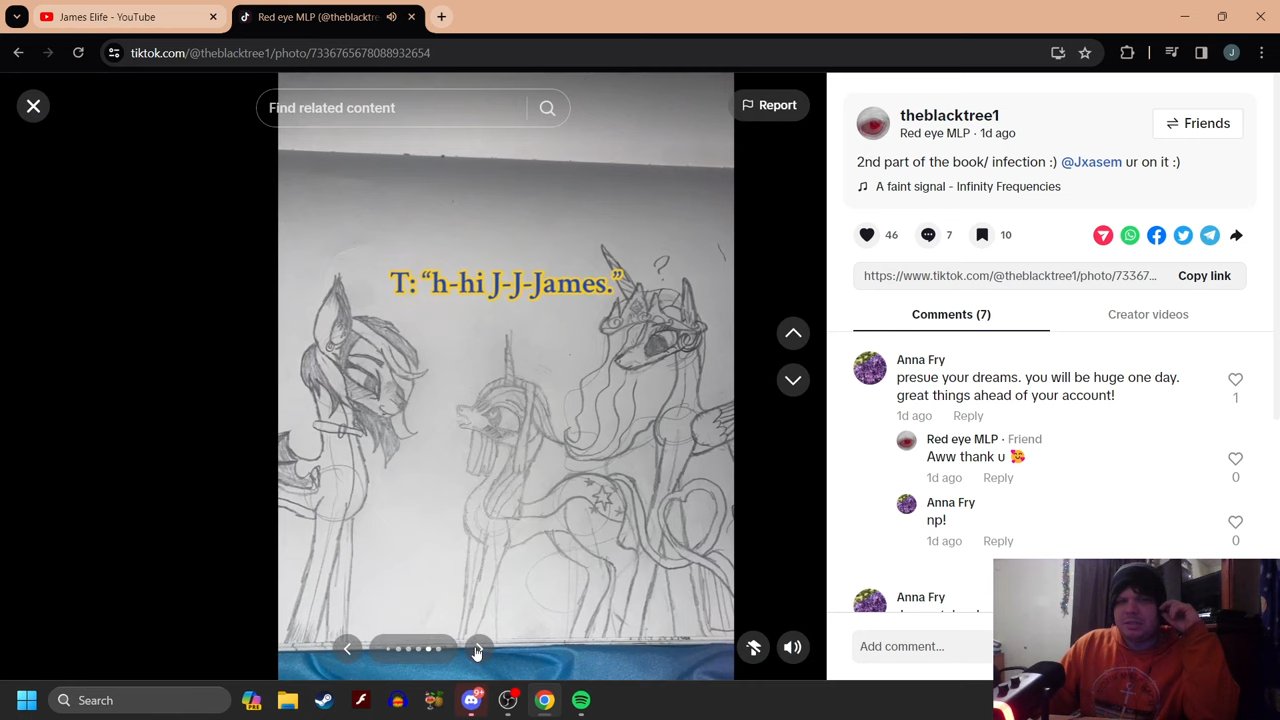 James Elife - YouTube
Red eye MLP (@theblacktre
tiktok.com/@theblacktree1/photo/7336765678088932654
J
Find related content
Report
T: “h-hi J-J-James.”
?
theblacktree1
Red eye MLP · 1d ago
Friends
2nd part of the book/ infection :) @Jxasem ur on it :)
A faint signal - Infinity Frequencies
46
7
10
https://www.tiktok.com/@theblacktree1/photo/73367...
Copy link
Comments (7)
Creator videos
Anna Fry
presue your dreams. you will be huge one day.
great things ahead of your account!
1d ago
Reply
1
Red eye MLP · Friend
Aww thank u
1d ago
Reply
0
Anna Fry
np!
1d ago
Reply
0
Anna Fry
Add comment...
Search
PRE
9+